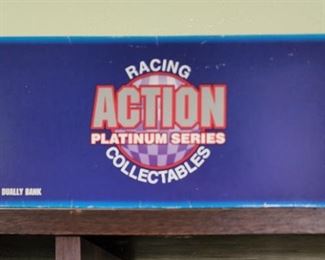 RACING
ACTION
PLATINUM SERIES
COLLECTABLES
DUALLY BANK